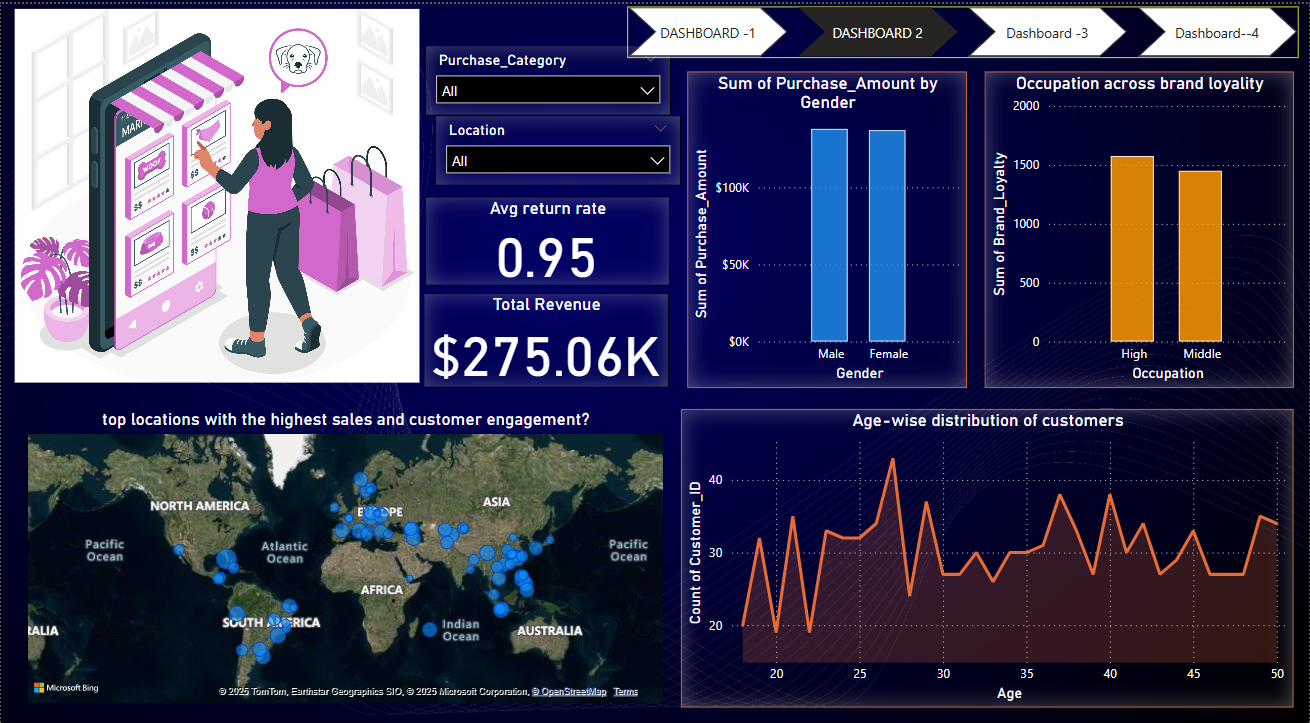 DASHBOARD -1
DASHBOARD 2
Dashboard -3
Dashboard--4
MAR
WOOF
$$
$$
$$
$$
Purchase_Category
All
Location
All
Avg return rate
0.95
Total Revenue
$275.06K
Sum of Purchase_Amount by
Gender
Sum of Purchase_Amount
$100K
$50K
$0K
Male Female
Gender
Occupation across brand loyality
Sum of Brand_Loyalty
2000
1500
1000
500
0
High Middle
Occupation
top locations with the highest sales and customer engagement?
NORTH AMERICA
EUROPE
ASIA
Pacific
Ocean
Atlantic
Ocean
Pacific
Ocean
AFRICA
SOUTH AMERICA
Indian
Ocean
RALIA
AUSTRALIA
Microsoft Bing
© 2025 TomTom, Earthstar Geographics SIO, © 2025 Microsoft Corporation, © OpenStreetMap Terms
Age-wise distribution of customers
Count of Customer_ID
40
30
20
20 25 30 35 40 45 50
Age